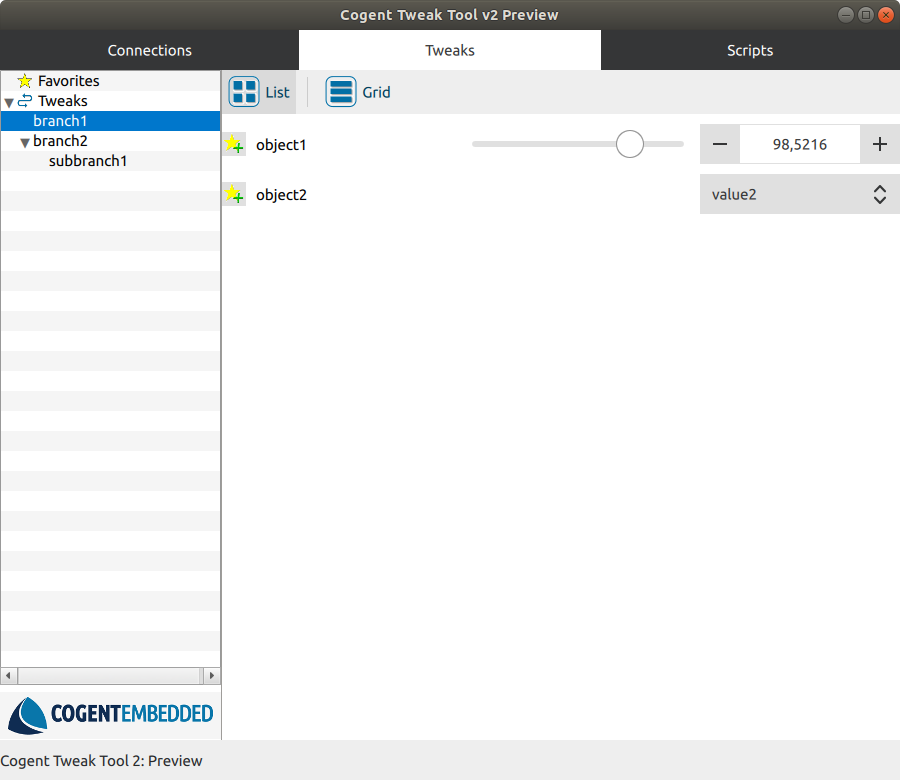 Cogent Tweak Tool v2 Preview
Connections Tweaks Scripts
Favorites
Tweaks
branch1
branch2
subbranch1
List Grid
object1 98,5216
object2 value2
COGENTEMBEDDED
Cogent Tweak Tool 2: Preview